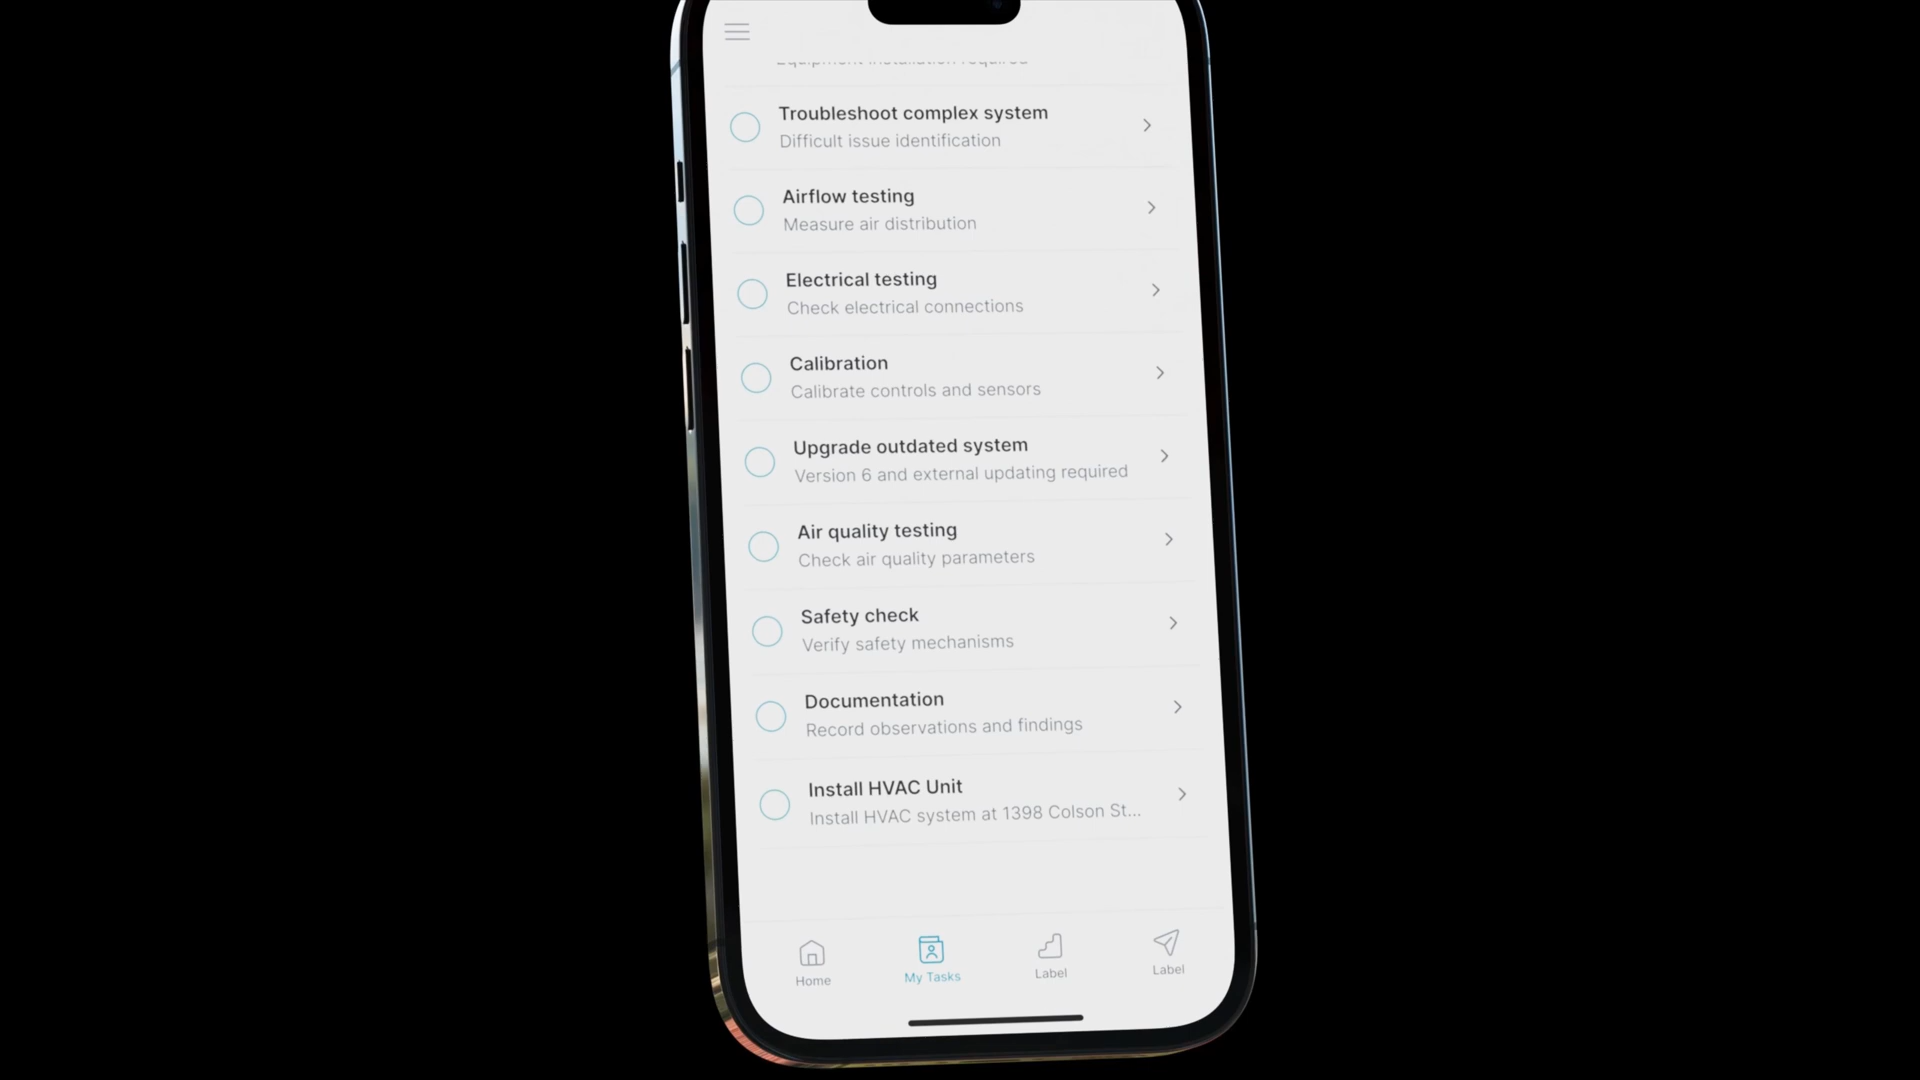 Equipment installation required
Troubleshoot complex system
Difficult issue identification
Airflow testing
Measure air distribution
Electrical testing
Check electrical connections
Calibration
Calibrate controls and sensors
Upgrade outdated system
Version 6 and external updating required
Air quality testing
Check air quality parameters
Safety check
Verify safety mechanisms
Documentation
Record observations and findings
Install HVAC Unit
Install HVAC system at 1398 Colson St...
Home
My Tasks
Label
Label